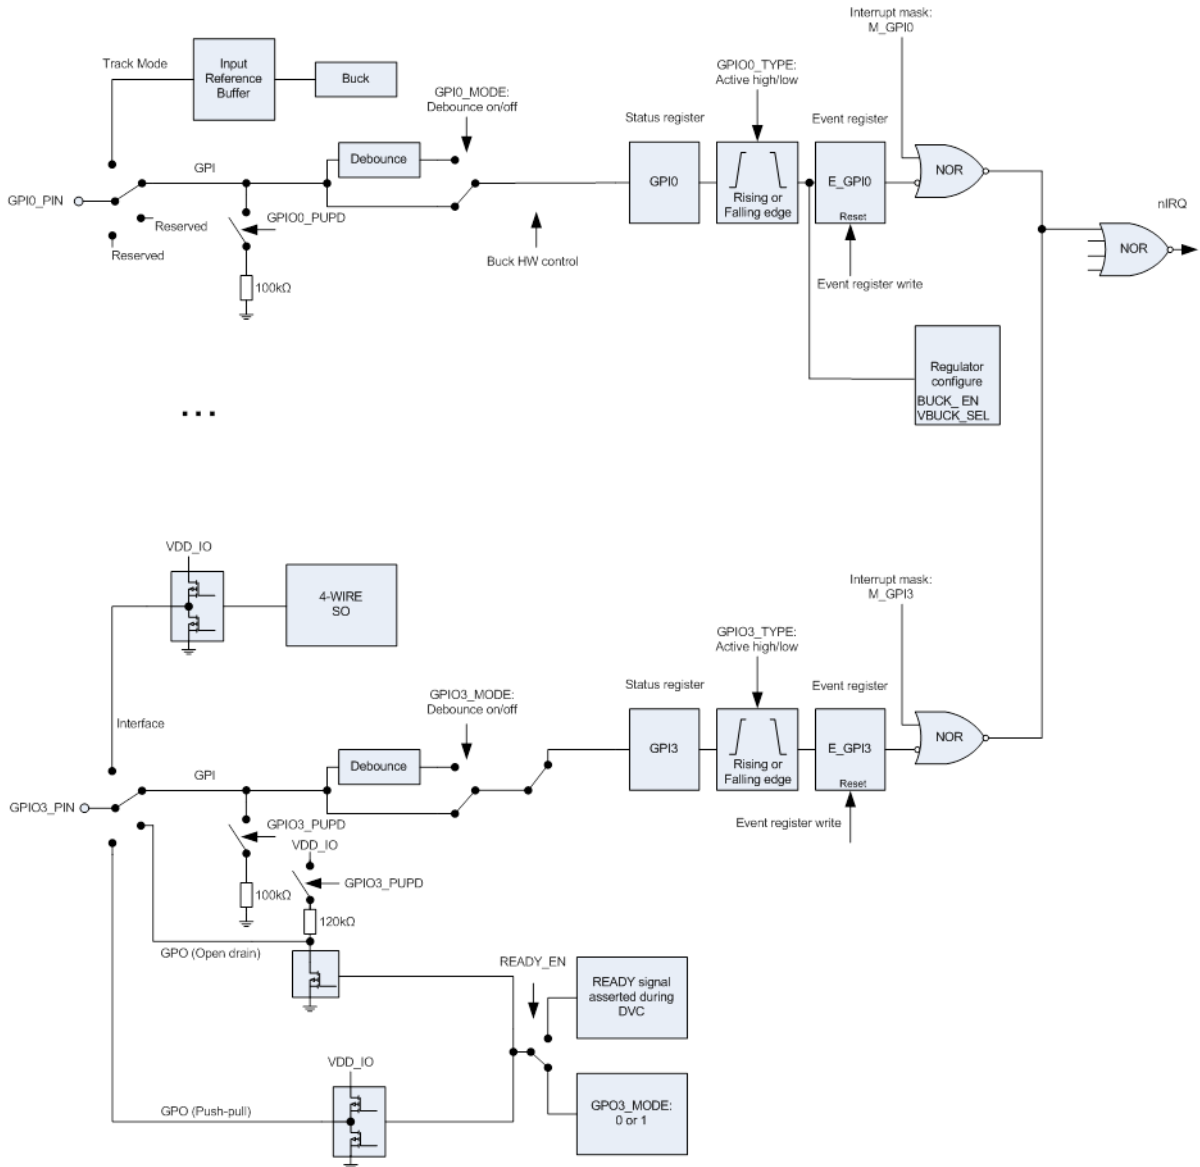 Interrupt mask:
M_GPI0
Track Mode
Input
Reference
Buffer
Buck
GPIO0_TYPE:
Active high/low
GPI0_MODE:
Debounce on/off
Status register
Event register
GPI
Debounce
GPI0
Rising or
Falling edge
E_GPI0
Reset
NOR
GPI0_PIN
Reserved
Reserved
GPIO0_PUPD
100kΩ
Buck HW control
Event register write
nIRQ
NOR
Regulator
configure
BUCK_ EN
VBUCK_SEL
...
VDD_IO
4-WIRE
SO
Interrupt mask:
M_GPI3
GPIO3_TYPE:
Active high/low
GPIO3_MODE:
Debounce on/off
Status register
Event register
Interface
GPI
Debounce
GPI3
Rising or
Falling edge
E_GPI3
Reset
NOR
GPIO3_PIN
GPIO3_PUPD
VDD_IO
Event register write
GPIO3_PUPD
100kΩ
120kΩ
GPO (Open drain)
READY_EN
READY signal
asserted during
DVC
VDD_IO
GPO (Push-pull)
GPO3_MODE:
0 or 1